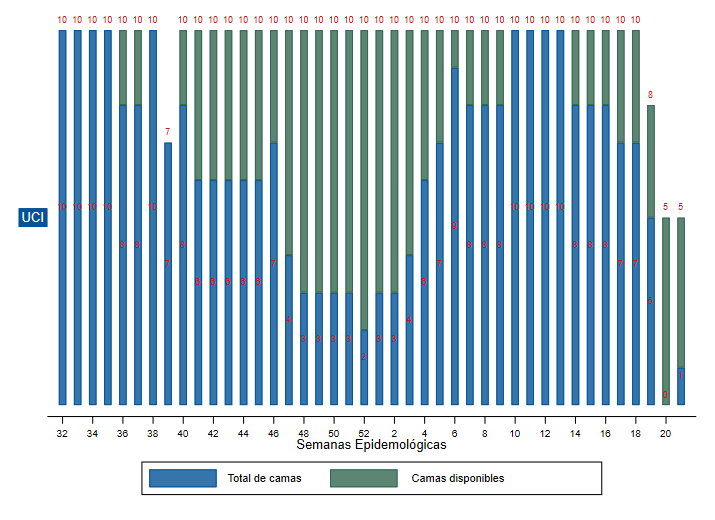 10 10 10 10 10 10 10 10 10 10 10 10 10 10 10 10 10 10 10 10 10 10 10 10 10 10 10 10 10 10 10 10 10 10 10 10 10 10
8
7
10 10 10 10 10 10 10 10 10 5 5
UCI
9
8 8 8 8 8 8 8 8 8
7 7 7 7 7
6 6 6 6 6 6
5
4 4
3 3 3 3 3 3
2
1
0
32 34 36 38 40 42 44 46 48 50 52 2 4 6 8 10 12 14 16 18 20
Semanas Epidemológicas
Total de camas Camas disponibles